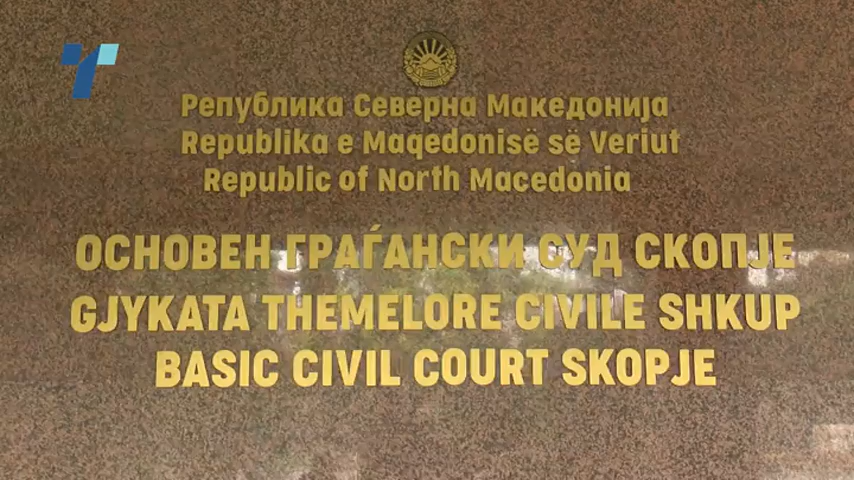 Република Северна Македонија
Republika e Maqedonisë së Veriut
Republic of North Macedonia
ОСНОВЕН ГРАЃАНСКИ СУД СКОПЈЕ
GJYKATA THEMELORE CIVILE SHKUP
BASIC CIVIL COURT SKOPJE